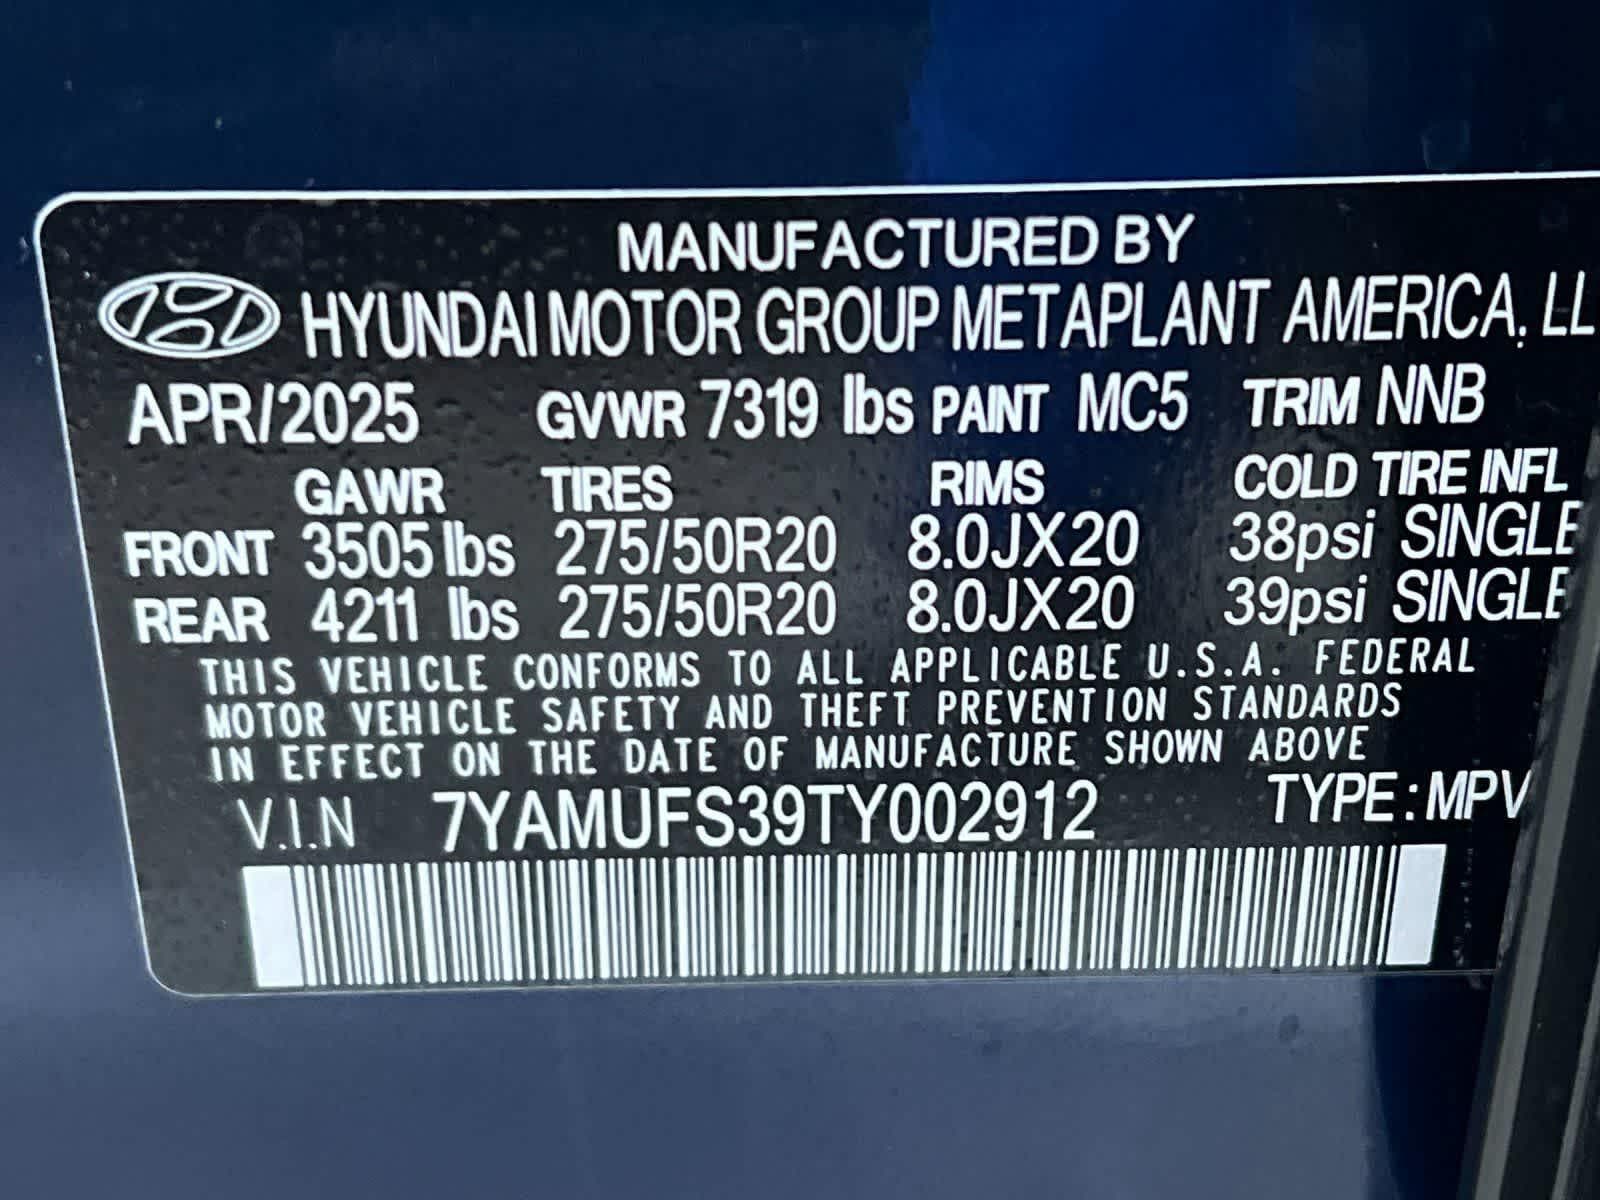 MANUFACTURED BY
HYUNDAI MOTOR GROUP METAPLANT AMERICA, LL
APR/2025 GVWR 7319 lbs PAINT MC5 TRIM NNB
GAWR TIRES RIMS COLD TIRE INFL
FRONT 3505 lbs 275/50R20 8.0JX20 38psi SINGLE
REAR 4211 lbs 275/50R20 8.0JX20 39psi SINGLE
THIS VEHICLE CONFORMS TO ALL APPLICABLE U.S.A. FEDERAL
MOTOR VEHICLE SAFETY AND THEFT PREVENTION STANDARDS
IN EFFECT ON THE DATE OF MANUFACTURE SHOWN ABOVE
V.I.N 7YAMUFS39TY002912 TYPE : MPV